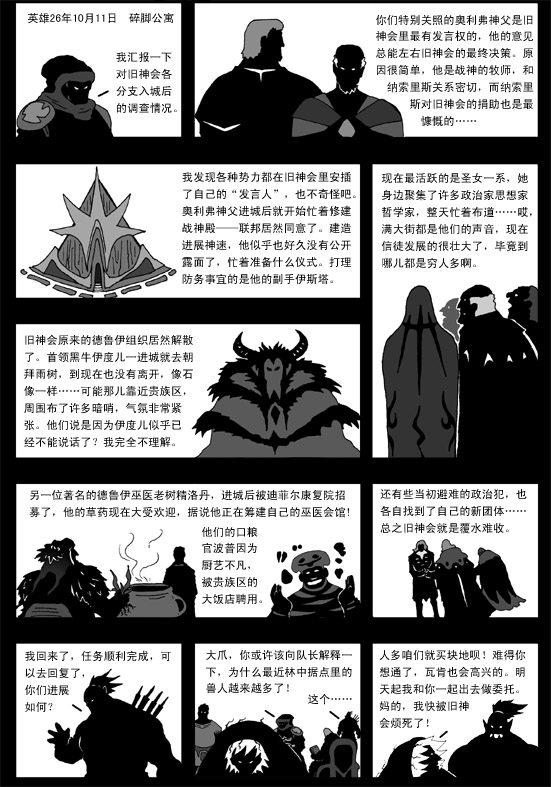 英雄26年10月11日　碎脚公寓
我汇报一下
对旧神会各
分支入城后
的调查情况。
你们特别关照的奥利弗神父是旧
神会里最有发言权的，他的意见
总能左右旧神会的最终决策。原
因很简单，他是战神的牧师，和
纳索里斯关系密切，而纳索里
斯对旧神会的捐助也是最
慷慨的……
我发现各种势力都在旧神会里安插
了自己的“发言人”，也不奇怪吧。
奥利弗神父进城后就开始忙着修建
战神殿——联邦居然同意了。建造
进展神速，他似乎也好久没有公开
露面了，忙着准备什么仪式。打理
防务事宜的是他的副手伊斯塔。
现在最活跃的是圣女一系，她
身边聚集了许多政治家思想家
哲学家，整天忙着布道……哎，
满大街都是他们的声音，现在
信徒发展的很壮大了，毕竟到
哪儿都是穷人多啊。
旧神会原来的德鲁伊组织居然解散
了。首领黑牛伊度儿一进城就去朝
拜雨树，到现在也没有离开，像石
像一样……可能那儿靠近贵族区，
周围布了许多暗哨，气氛非常紧
张。他们说是因为伊度儿似乎已
经不能说话了？我完全不理解。
另一位著名的德鲁伊巫医老树精洛丹，进城后被迪菲尔康复院招
募了，他的草药现在大受欢迎，据说他正在筹建自己的巫医会馆！
他们的口粮
官波普因为
厨艺不凡，
被贵族区的
大饭店聘用。
还有些当初避难的政治犯，也
各自找到了自己的新团体……
总之旧神会就是覆水难收。
我回来了，任务顺利完成，可
以去回复了，
你们进展
如何？
大爪，你或许该向队长解释一
下，为什么最近林中据点里的
兽人越来越多了！
这个……
人多咱们就买块地呗！难得你
想通了，瓦肯也会高兴的。明
天起我和你一起出去做委托。
妈的，我快被旧神
会烦死了！